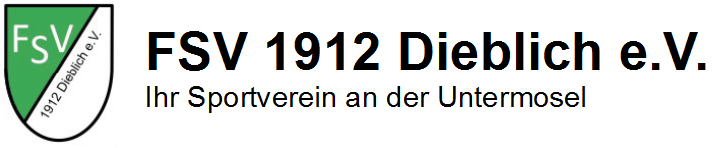 FSV
1912 Dieblich e.V.
FSV 1912 Dieblich e.V.
Ihr Sportverein an der Untermosel